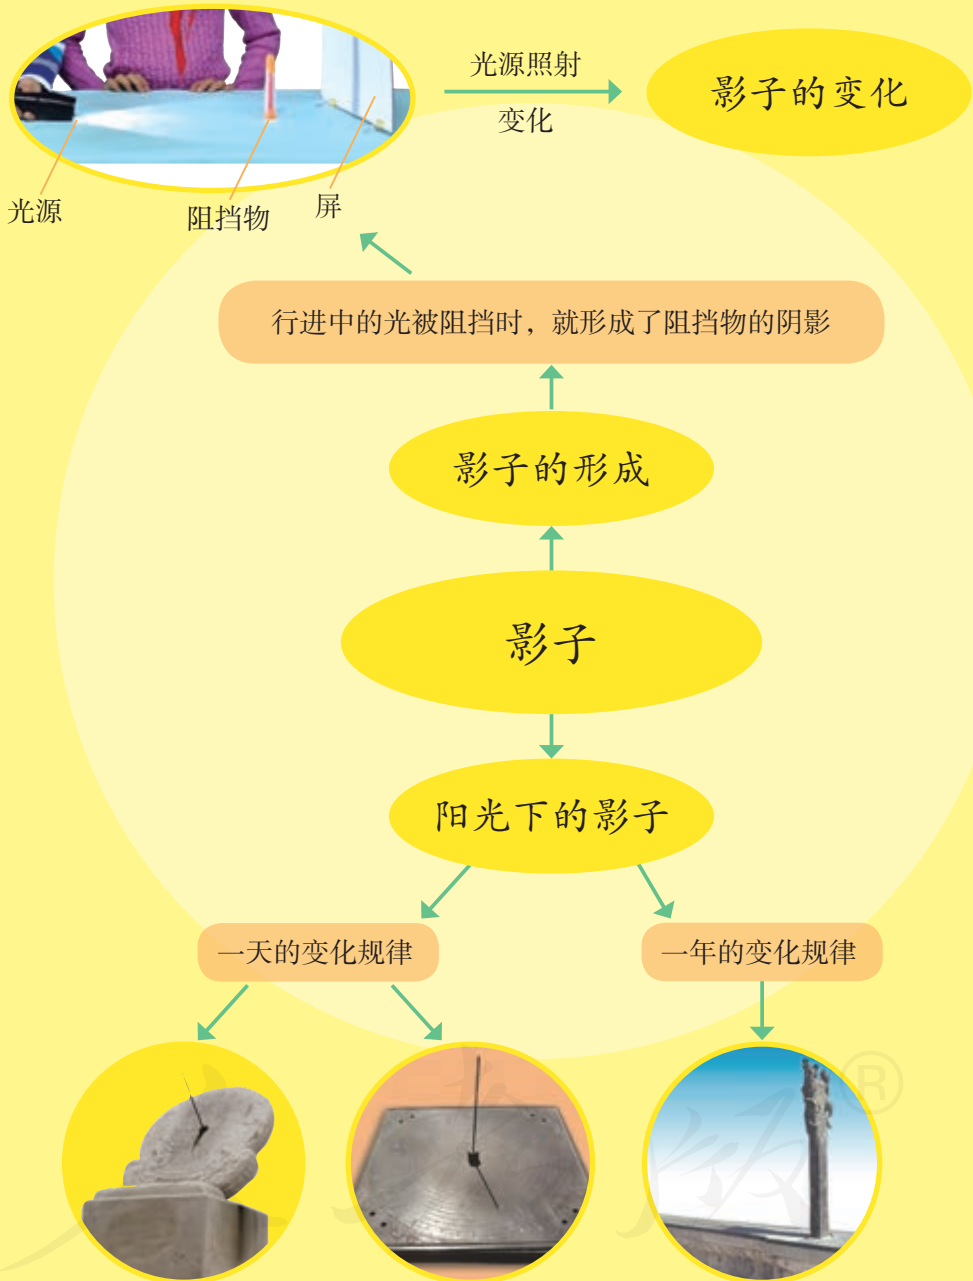 光源照射
变化
影子的变化
光源
阻挡物
屏
行进中的光被阻挡时，就形成了阻挡物的阴影
影子的形成
影子
阳光下的影子
一天的变化规律
一年的变化规律
®